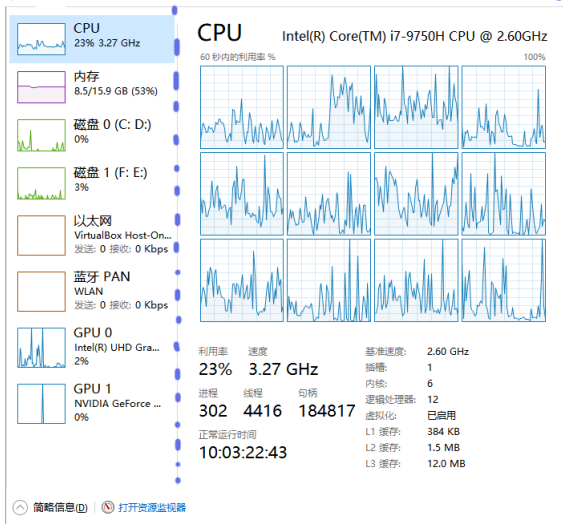 CPU
23% 3.27 GHz
内存
8.5/15.9 GB (53%)
磁盘 0 (C: D:)
0%
磁盘 1 (F: E:)
3%
以太网
VirtualBox Host-On...
发送: 0 接收: 0 Kbps
蓝牙 PAN
WLAN
发送: 0 接收: 0 Kbps
GPU 0
Intel(R) UHD Gra...
2%
GPU 1
NVIDIA GeForce ...
0%
CPU
Intel(R) Core(TM) i7-9750H CPU @ 2.60GHz
60 秒内的利用率 %
100%
利用率
速度
23%
3.27 GHz
进程
线程
句柄
302
4416
184817
正常运行时间
10:03:22:43
基准速度: 2.60 GHz
插槽: 1
内核: 6
逻辑处理器: 12
虚拟化: 已启用
L1 缓存: 384 KB
L2 缓存: 1.5 MB
L3 缓存: 12.0 MB
简略信息(D)
打开资源监视器